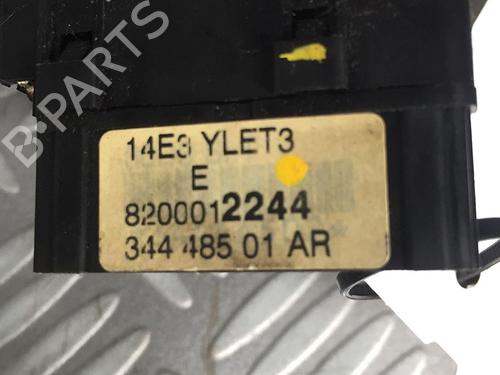 14E3 YLET3
E
8200012244
344 485 01 AR
B-PARTS